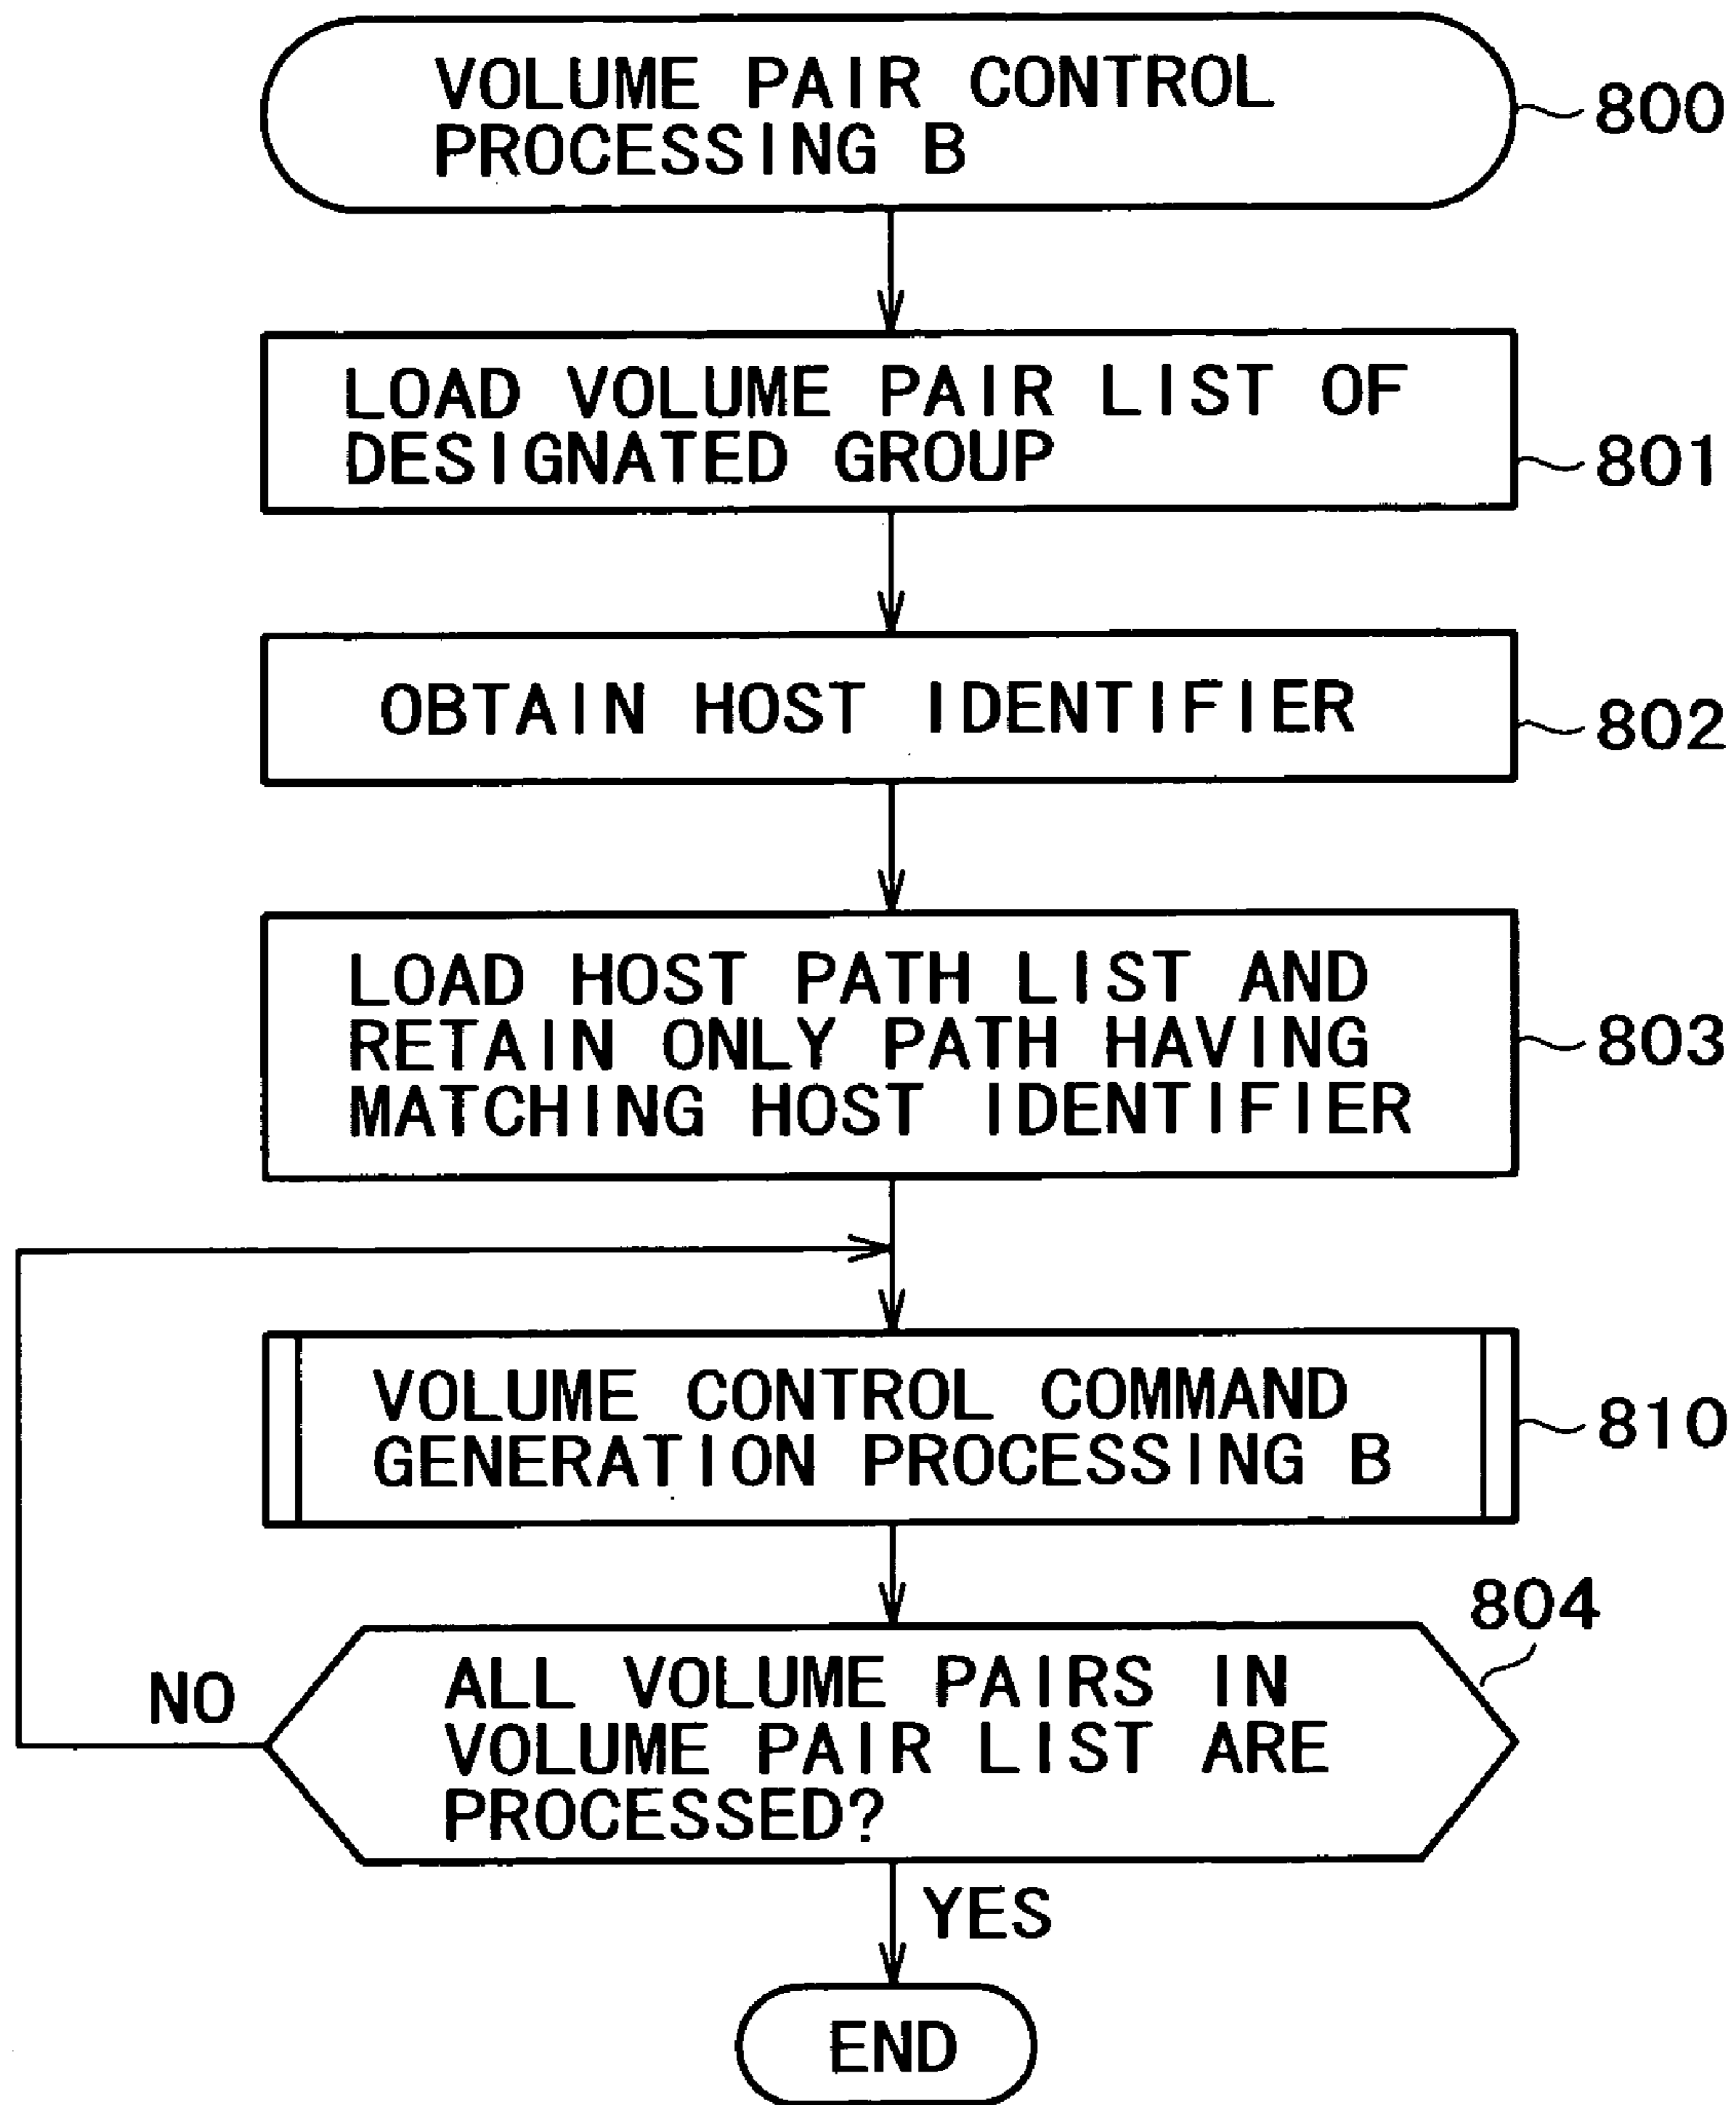 VOLUME PAIR CONTROL
PROCESSING B
800
LOAD VOLUME PAIR LIST OF
DESIGNATED GROUP
801
OBTAIN HOST IDENTIFIER
802
LOAD HOST PATH LIST AND
RETAIN ONLY PATH HAVING
MATCHING HOST IDENTIFIER
803
VOLUME CONTROL COMMAND
GENERATION PROCESSING B
810
804
NO
ALL VOLUME PAIRS IN
VOLUME PAIR LIST ARE
PROCESSED?
YES
END